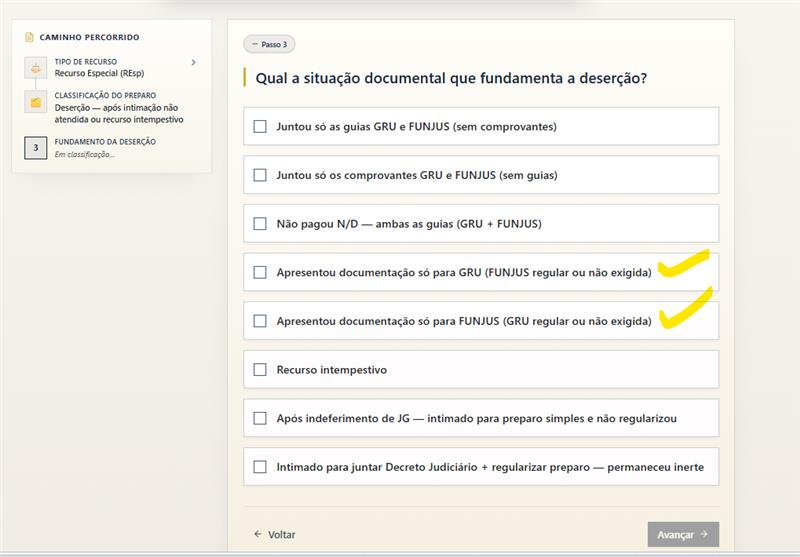 CAMINHO PERCORRIDO
TIPO DE RECURSO
Recurso Especial (REsp)
CLASSIFICAÇÃO DO PREPARO
Deserção — após intimação não
atendida ou recurso intempestivo
3
FUNDAMENTO DA DESERÇÃO
Em classificação...
Passo 3
Qual a situação documental que fundamenta a deserção?
Juntou só as guias GRU e FUNJUS (sem comprovantes)
Juntou só os comprovantes GRU e FUNJUS (sem guias)
Não pagou N/D — ambas as guias (GRU + FUNJUS)
Apresentou documentação só para GRU (FUNJUS regular ou não exigida)
Apresentou documentação só para FUNJUS (GRU regular ou não exigida)
Recurso intempestivo
Após indeferimento de JG — intimado para preparo simples e não regularizou
Intimado para juntar Decreto Judiciário + regularizar preparo — permaneceu inerte
Voltar
Avançar